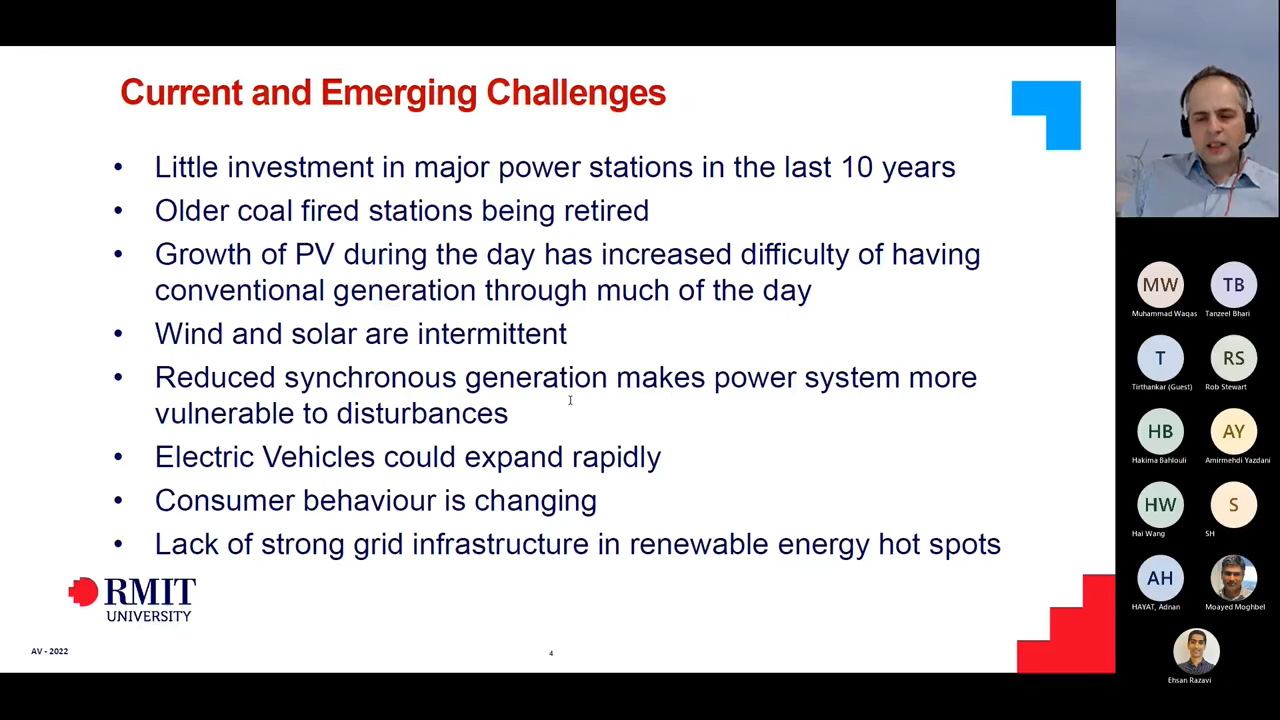 Current and Emerging Challenges
• Little investment in major power stations in the last 10 years
• Older coal fired stations being retired
• Growth of PV during the day has increased difficulty of having
conventional generation through much of the day
• Wind and solar are intermittent
• Reduced synchronous generation makes power system more
vulnerable to disturbances
• Electric Vehicles could expand rapidly
• Consumer behaviour is changing
• Lack of strong grid infrastructure in renewable energy hot spots
RMIT
UNIVERSITY
AV - 2022
4
MW
TB
Muhammad Waqas
Tanzeel Bhari
T
RS
Tirthankar (Guest)
Rob Stewart
HB
AY
Hakima Bahlouli
Amirmehdi Yazdani
HW
S
Hai Wang
SH
AH
HAYAT, Adnan
Moayed Moghbel
Ehsan Razavi